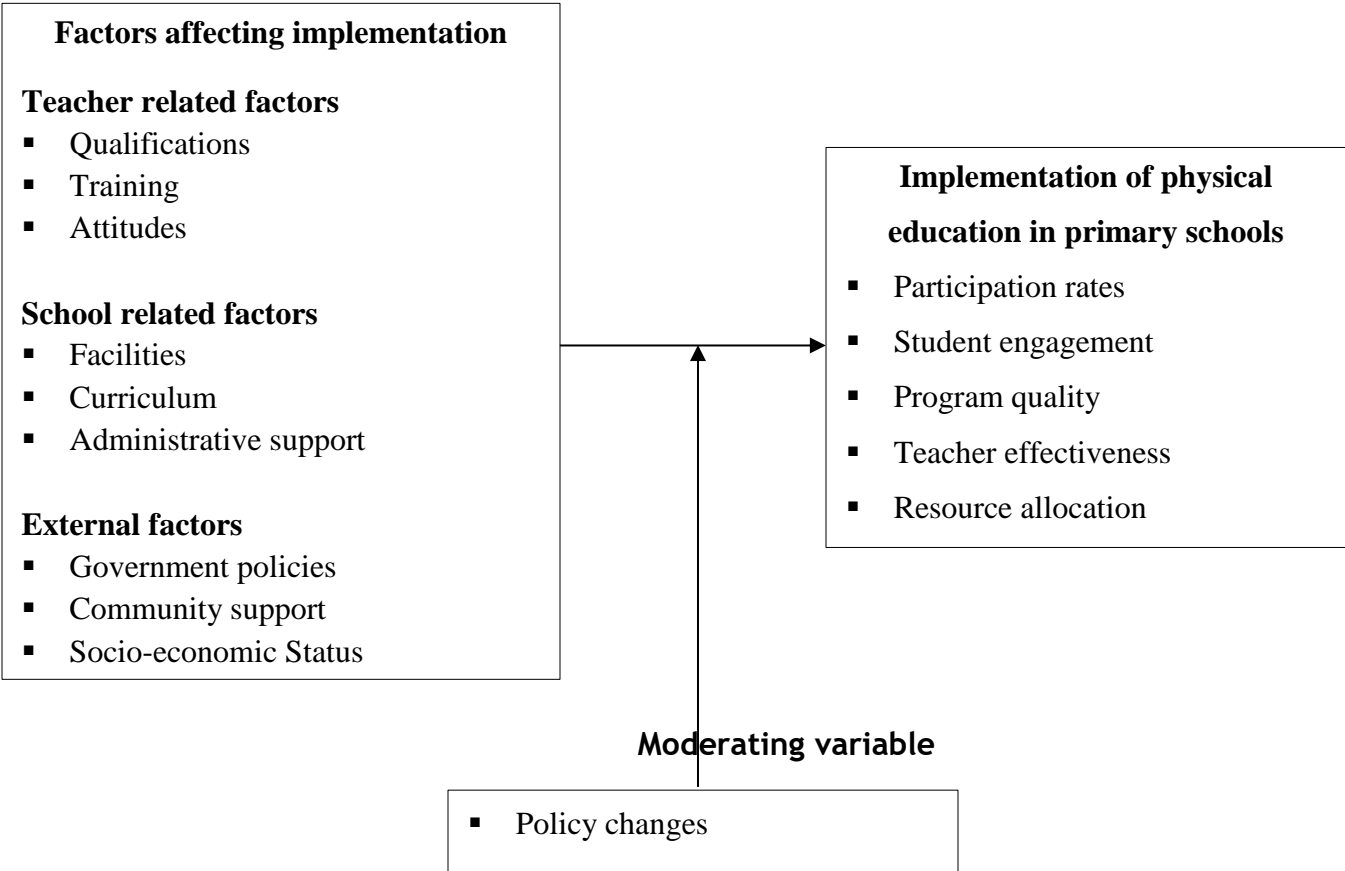 Factors affecting implementation
Teacher related factors
▪ Qualifications
▪ Training
▪ Attitudes
School related factors
▪ Facilities
▪ Curriculum
▪ Administrative support
External factors
▪ Government policies
▪ Community support
▪ Socio-economic Status
Implementation of physical
education in primary schools
▪ Participation rates
▪ Student engagement
▪ Program quality
▪ Teacher effectiveness
▪ Resource allocation
Moderating variable
▪ Policy changes